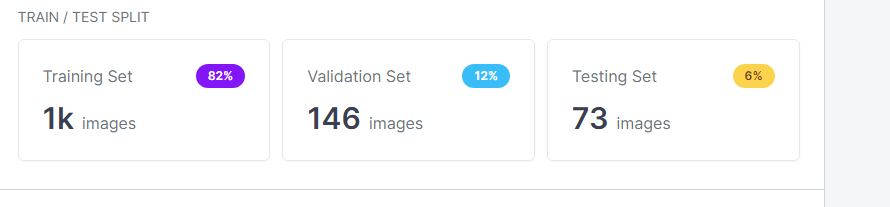 TRAIN / TEST SPLIT
Training Set 82%
1k images
Validation Set 12%
146 images
Testing Set 6%
73 images